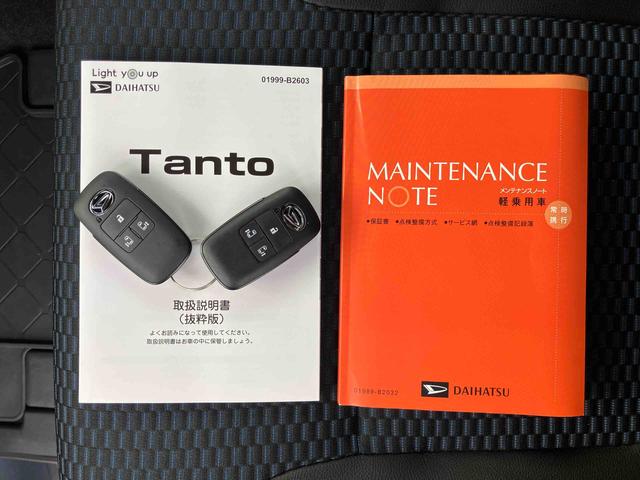 Light you up
DAIHATSU
01999-B2603
Tanto
取扱説明書
（抜粋版）
よくお読みになって使用してください。
取扱説明書はお車の中に保管しましょう。
MAINTENANCE
NOTE
メンテナンスノート
軽乗用車
常時
携行
•保証書 •点検整備方式 •サービス網 •点検整備記録簿
01989-B2032
DAIHATSU